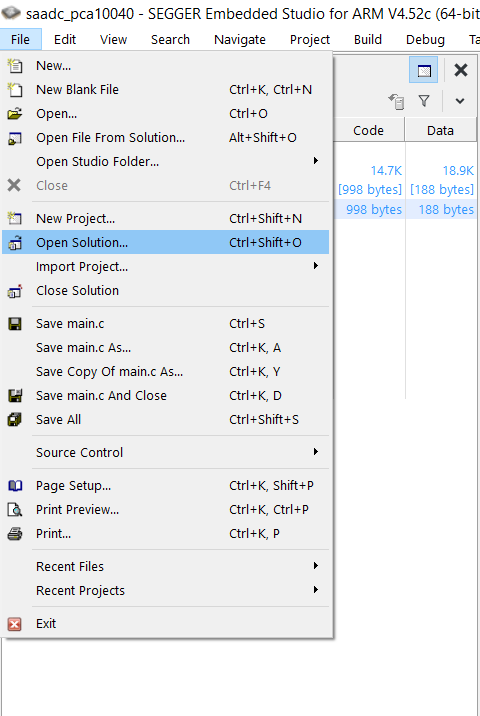 saadc_pca10040 - SEGGER Embedded Studio for ARM V4.52c (64-bit
File Edit View Search Navigate Project Build Debug Ta
New...
New Blank File Ctrl+K, Ctrl+N
Open... Ctrl+O
Code Data
Open File From Solution... Alt+Shift+O
Open Studio Folder...
14.7K 18.9K
Close Ctrl+F4
[998 bytes] [188 bytes]
998 bytes 188 bytes
New Project... Ctrl+Shift+N
Open Solution... Ctrl+Shift+O
Import Project...
Close Solution
Save main.c Ctrl+S
Save main.c As... Ctrl+K, A
Save Copy Of main.c As... Ctrl+K, Y
Save main.c And Close Ctrl+K, D
Save All Ctrl+Shift+S
Source Control
Page Setup... Ctrl+K, Shift+P
Print Preview... Ctrl+K, Ctrl+P
Print... Ctrl+K, P
Recent Files
Recent Projects
Exit